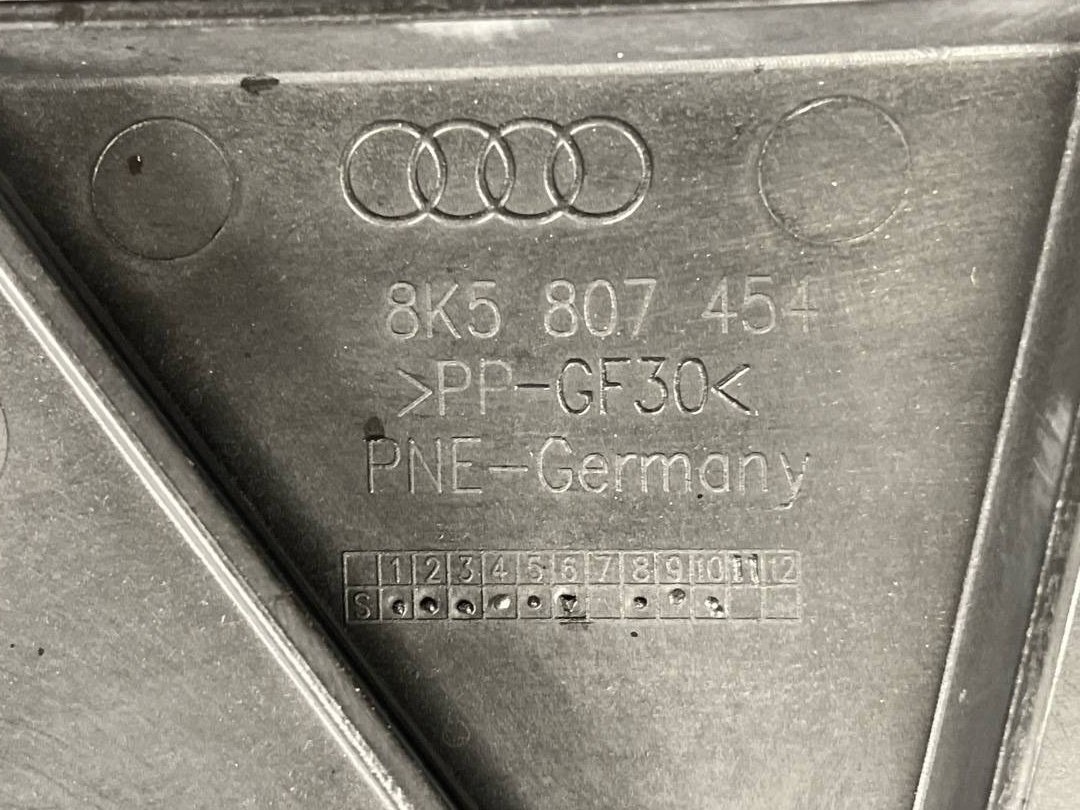 8K5 807 454
>PP-GF30<
PNE-Germany
1 2 3 4 5 6 7 8 9 10 11 12
S